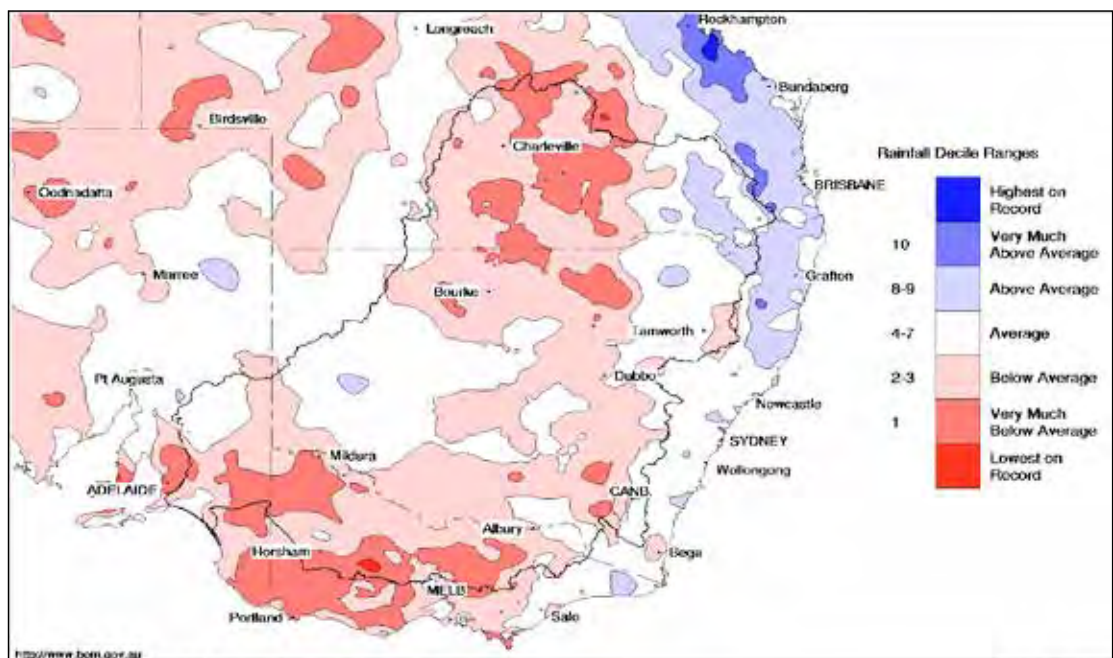 Rockhampton
Longreach
Bundaberg
Birdsville
Charleville
Rainfall Decile Ranges
Oodnadatta
BRISBANE
Highest on
Record
10
Very Much
Above Average
Marree
Grafton
Bourke
8-9
Above Average
Tamworth
4-7
Average
Pt Augusta
Dubbo
2-3
Below Average
Newcastle
SYDNEY
1
Very Much
Below Average
Mildura
Wollongong
Lowest on
Record
ADELAIDE
CANB.
Albury
Horsham
Bega
MELB
Portland
Sale
http://www.bom.gov.au